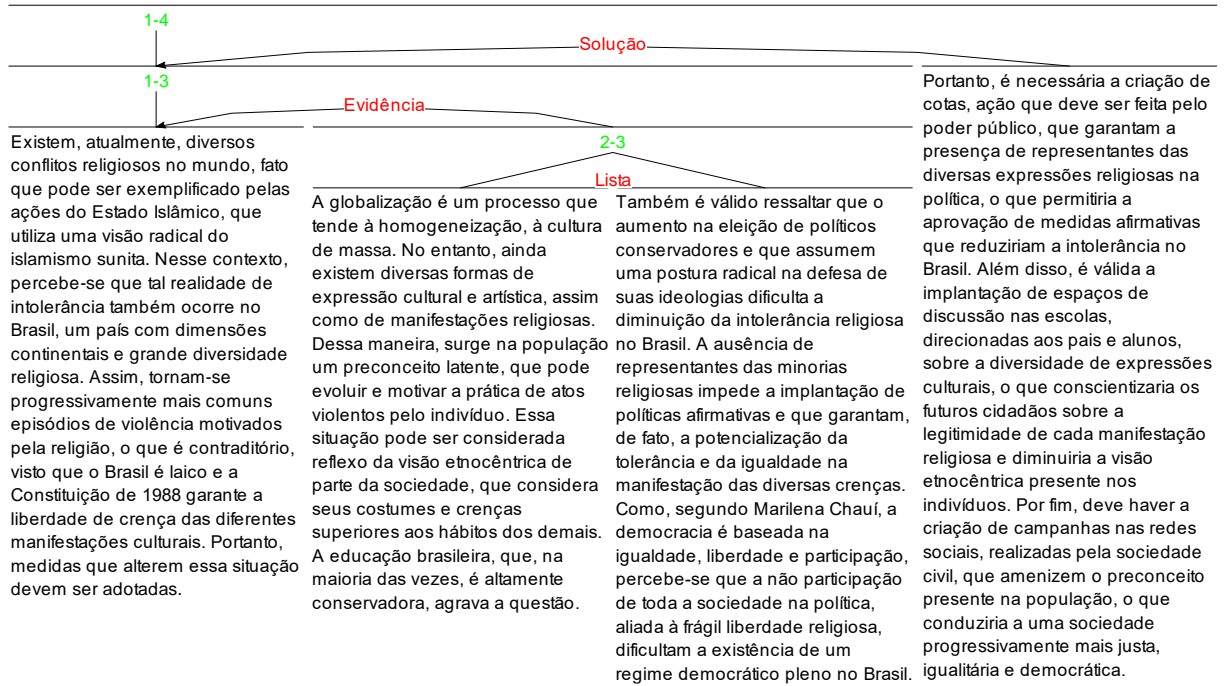 1-4
Solução
1-3
Evidência
2-3
Lista
Existem, atualmente, diversos
conflitos religiosos no mundo, fato
que pode ser exemplificado pelas
ações do Estado Islâmico, que
utiliza uma visão radical do
islamismo sunita. Nesse contexto,
percebe-se que tal realidade de
intolerância também ocorre no
Brasil, um país com dimensões
continentais e grande diversidade
religiosa. Assim, tornam-se
progressivamente mais comuns
episódios de violência motivados
pela religião, o que é contraditório,
visto que o Brasil é laico e a
Constituição de 1988 garante a
liberdade de crença das diferentes
manifestações culturais. Portanto,
medidas que alterem essa situação
devem ser adotadas.
A globalização é um processo que
tende à homogeneização, à cultura
de massa. No entanto, ainda
existem diversas formas de
expressão cultural e artística, assim
como de manifestações religiosas.
Dessa maneira, surge na população
um preconceito latente, que pode
evoluir e motivar a prática de atos
violentos pelo indivíduo. Essa
situação pode ser considerada
reflexo da visão etnocêntrica de
parte da sociedade, que considera
seus costumes e crenças
superiores aos hábitos dos demais.
A educação brasileira, que, na
maioria das vezes, é altamente
conservadora, agrava a questão.
Também é válido ressaltar que o
aumento na eleição de políticos
conservadores e que assumem
uma postura radical na defesa de
suas ideologias dificulta a
diminuição da intolerância religiosa
no Brasil. A ausência de
representantes das minorias
religiosas impede a implantação de
políticas afirmativas e que garantam,
de fato, a potencialização da
tolerância e da igualdade na
manifestação das diversas crenças.
Como, segundo Marilena Chauí, a
democracia é baseada na
igualdade, liberdade e participação,
percebe-se que a não participação
de toda a sociedade na política,
aliada à frágil liberdade religiosa,
dificultam a existência de um
regime democrático pleno no Brasil.
Portanto, é necessária a criação de
cotas, ação que deve ser feita pelo
poder público, que garantam a
presença de representantes das
diversas expressões religiosas na
política, o que permitiria a
aprovação de medidas afirmativas
que reduziriam a intolerância no
Brasil. Além disso, é válida a
implantação de espaços de
discussão nas escolas,
direcionadas aos pais e alunos,
sobre a diversidade de expressões
culturais, o que conscientizaria os
futuros cidadãos sobre a
legitimidade de cada manifestação
religiosa e diminuiria a visão
etnocêntrica presente nos
indivíduos. Por fim, deve haver a
criação de campanhas nas redes
sociais, realizadas pela sociedade
civil, que amenizem o preconceito
presente na população, o que
conduziria a uma sociedade
progressivamente mais justa,
igualitária e democrática.